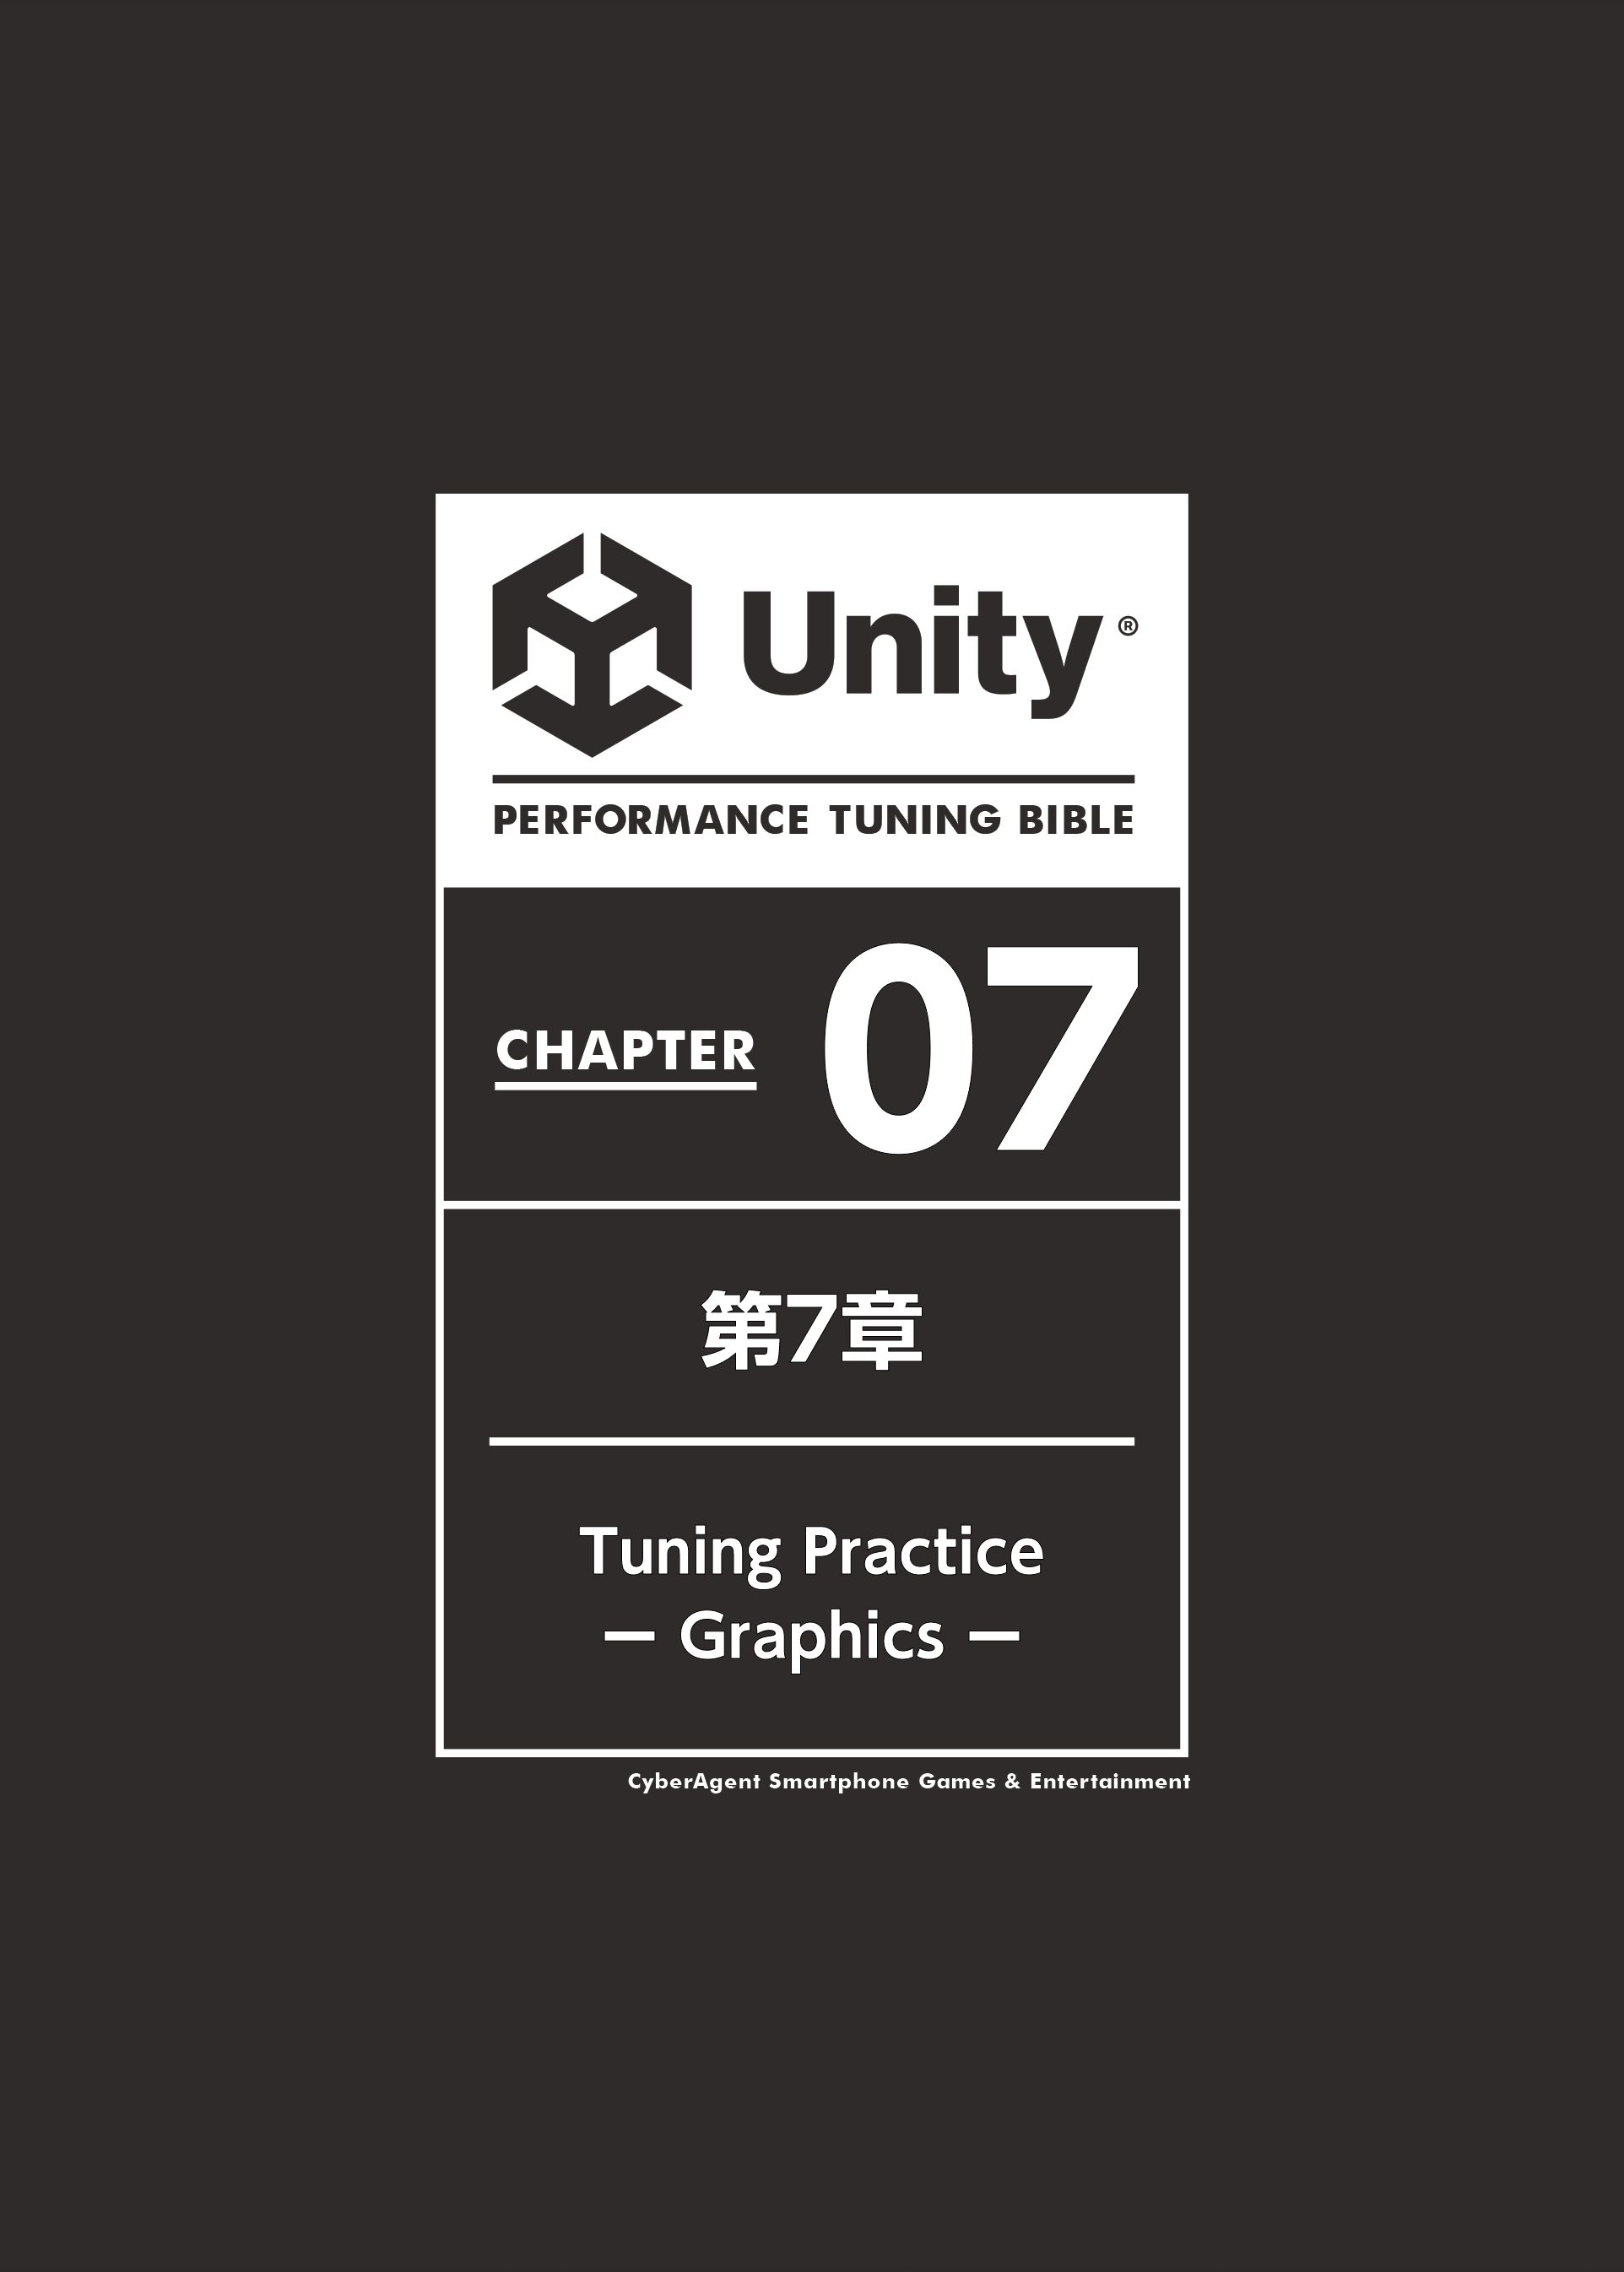 Unity®
PERFORMANCE TUNING BIBLE
CHAPTER 07
第7章
Tuning Practice
— Graphics —
CyberAgent Smartphone Games & Entertainment